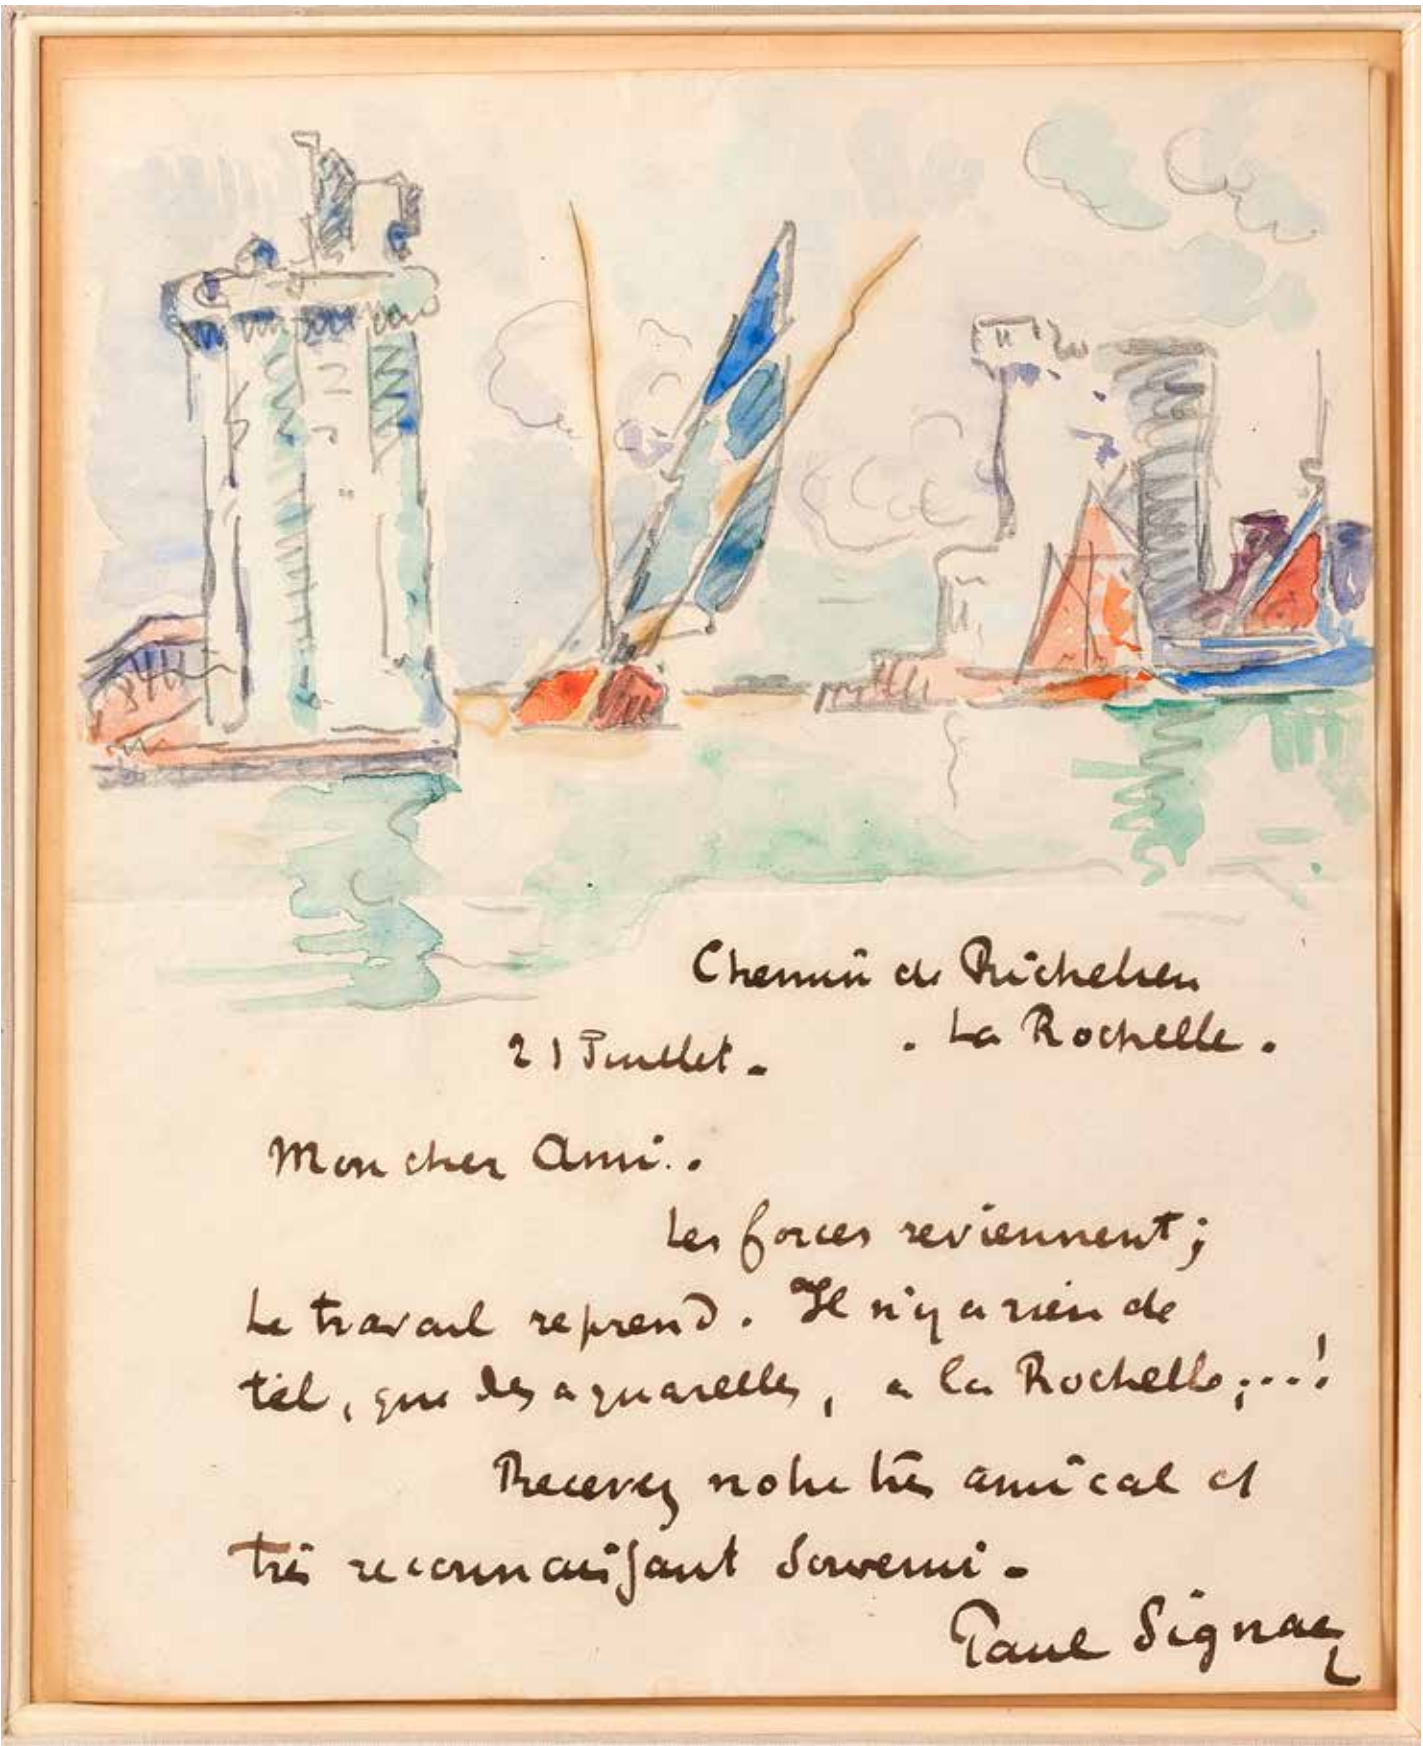 Chemin de Richelieu
. La Rochelle .
21 Juillet .
Mon cher Ami .
Les forces reviennent ;
Le travail reprend . Il n'y a rien de
tel , que les aquarelles , a la Rochelle ; ... !
Recevez notre très amical et
très reconnaissant souvenir .
Paul Signac